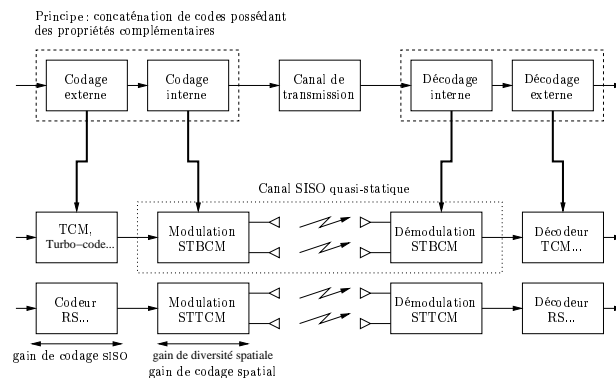 Principe : concaténation de codes possédant
des propriétés complémentaires
Codage
externe
Codage
interne
Canal de
transmission
Décodage
interne
Décodage
externe
Canal SISO quasi-statique
TCM,
Turbo-code...
Modulation
STBCM
Démodulation
STBCM
Décodeur
TCM...
Codeur
RS...
Modulation
STTCM
Démodulation
STTCM
Décodeur
RS...
gain de codage SISO
gain de diversité spatiale
gain de codage spatial